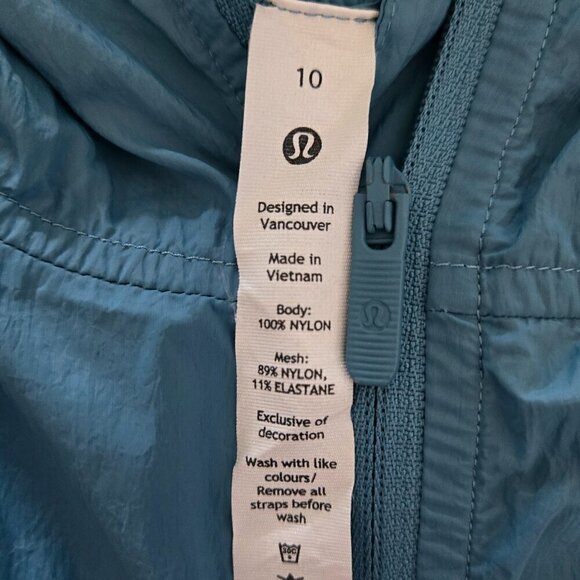 10
Designed in
Vancouver
Made in
Vietnam
Body:
100% NYLON
Mesh:
89% NYLON,
11% ELASTANE
Exclusive of
decoration
Wash with like
colours/
Remove all
straps before
wash
30C